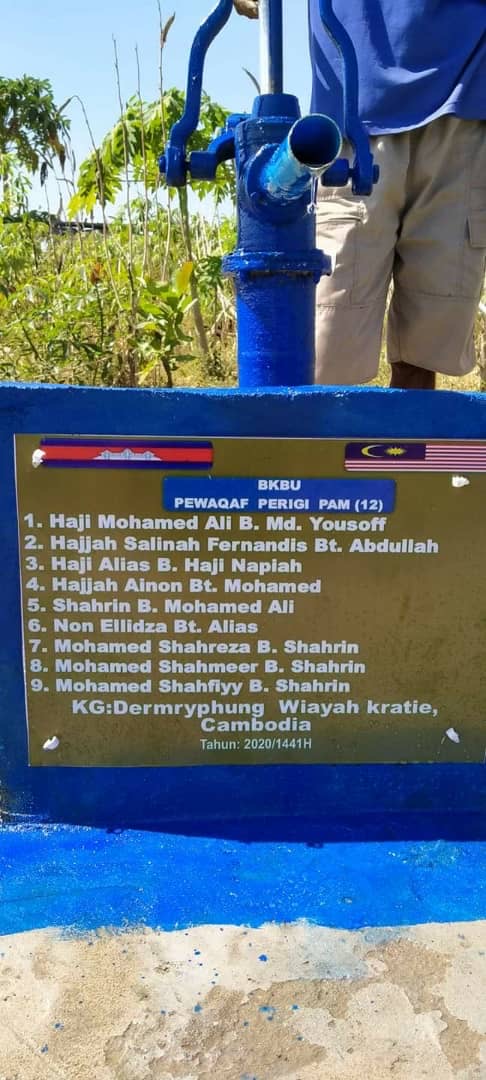 BKBU
PEWAQAF PERIGI PAM (12)
1. Haji Mohamed Ali B. Md. Yousoff
2. Hajjah Salinah Fernandis Bt. Abdullah
3. Haji Alias B. Haji Napiah
4. Hajjah Ainon Bt. Mohamed
5. Shahrin B. Mohamed Ali
6. Non Ellidza Bt. Alias
7. Mohamed Shahreza B. Shahrin
8. Mohamed Shahmeer B. Shahrin
9. Mohamed Shahfiyy B. Shahrin
KG:Dermryphung Wiayah kratie,
Cambodia
Tahun: 2020/1441H